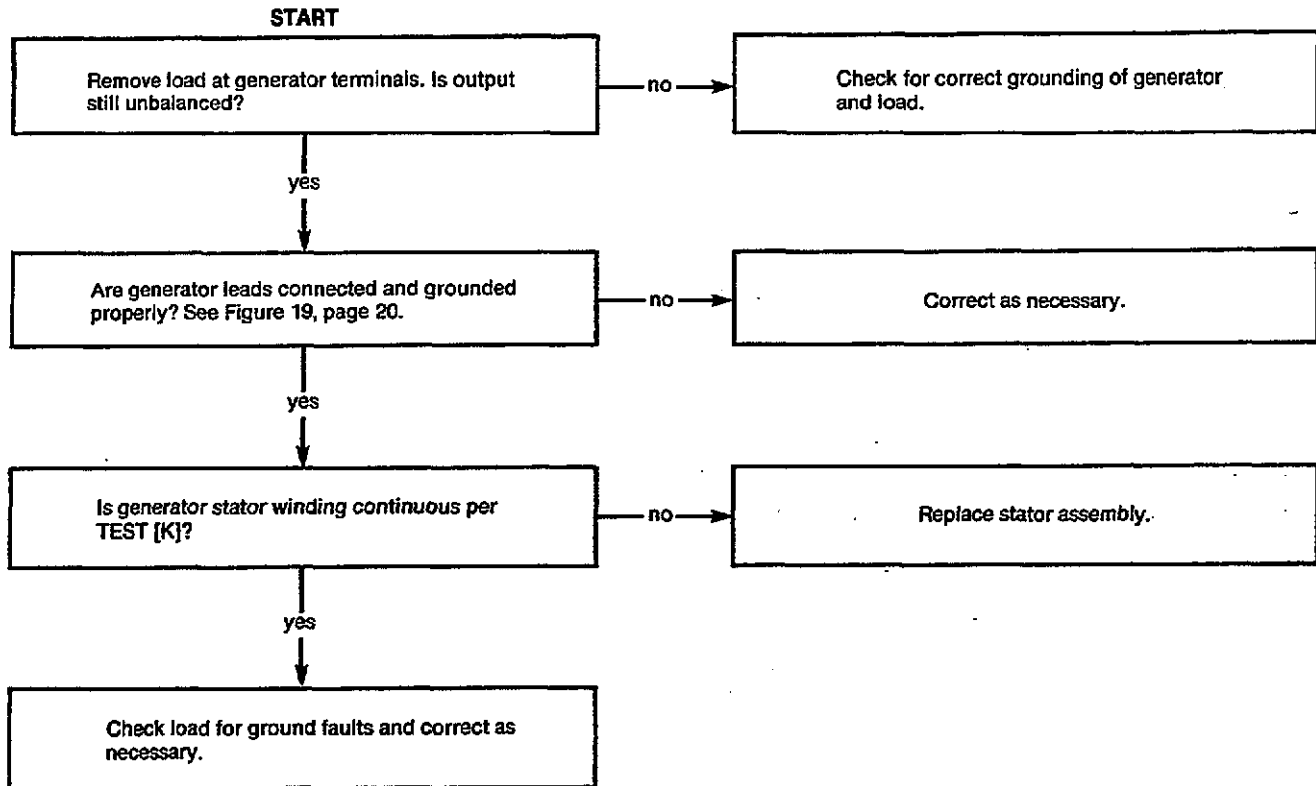 START
Remove load at generator terminals. Is output
still unbalanced?
no
Check for correct grounding of generator
and load.
yes
Are generator leads connected and grounded
properly? See Figure 19, page 20.
no
Correct as necessary.
yes
Is generator stator winding continuous per
TEST [K]?
no
Replace stator assembly.
yes
Check load for ground faults and correct as
necessary.